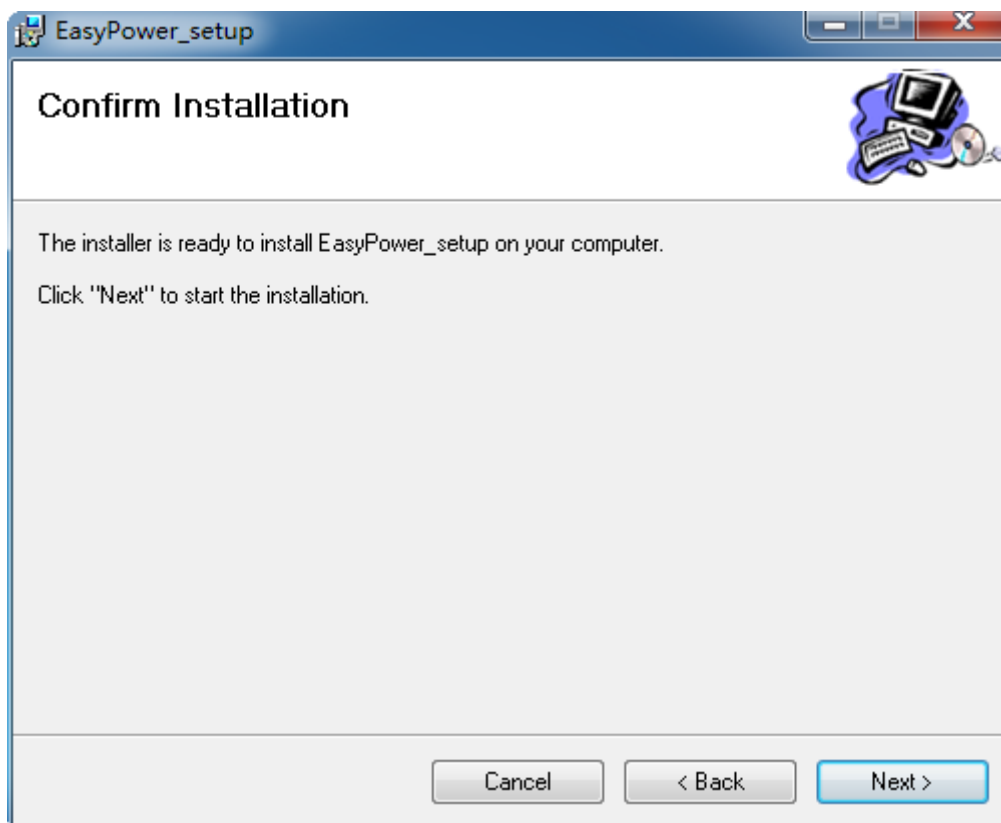 EasyPower_setup
Confirm Installation
The installer is ready to install EasyPower_setup on your computer.
Click "Next" to start the installation.
Cancel
< Back
Next >